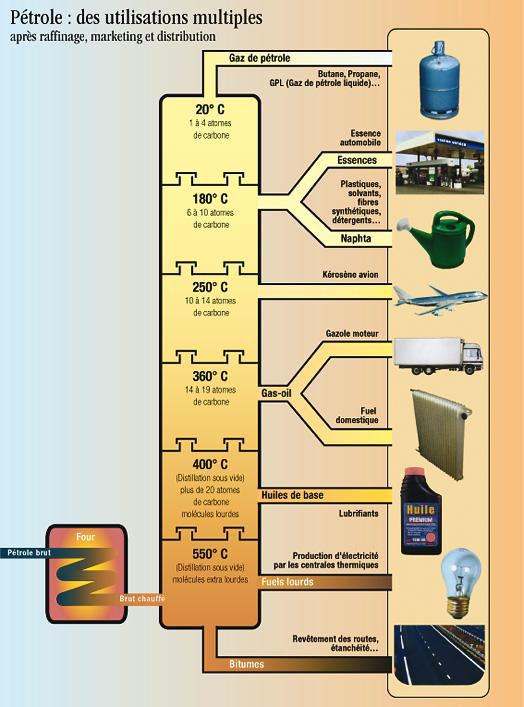 Pétrole : des utilisations multiples
après raffinage, marketing et distribution
Gaz de pétrole
Butane, Propane,
GPL (Gaz de pétrole liquide)...
20° C
1 à 4 atomes
de carbone
Essence
automobile
Essences
180° C
6 à 10 atomes
de carbone
Plastiques,
solvants,
fibres
synthétiques,
détergents...
Naphta
250° C
10 à 14 atomes
de carbone
Kérosène avion
Gazole moteur
360° C
14 à 19 atomes
de carbone
Gas-oil
Fuel
domestique
400° C
(Distillation sous vide)
plus de 20 atomes
de carbone
molécules lourdes
Huiles de base
Lubrifiants
Huile
PREMIUM
550° C
(Distillation sous vide)
molécules extra lourdes
Production d'électricité
par les centrales thermiques
Fuels lourds
Four
Pétrole brut
Brut chauffé
Revêtement des routes,
étanchéité...
Bitumes